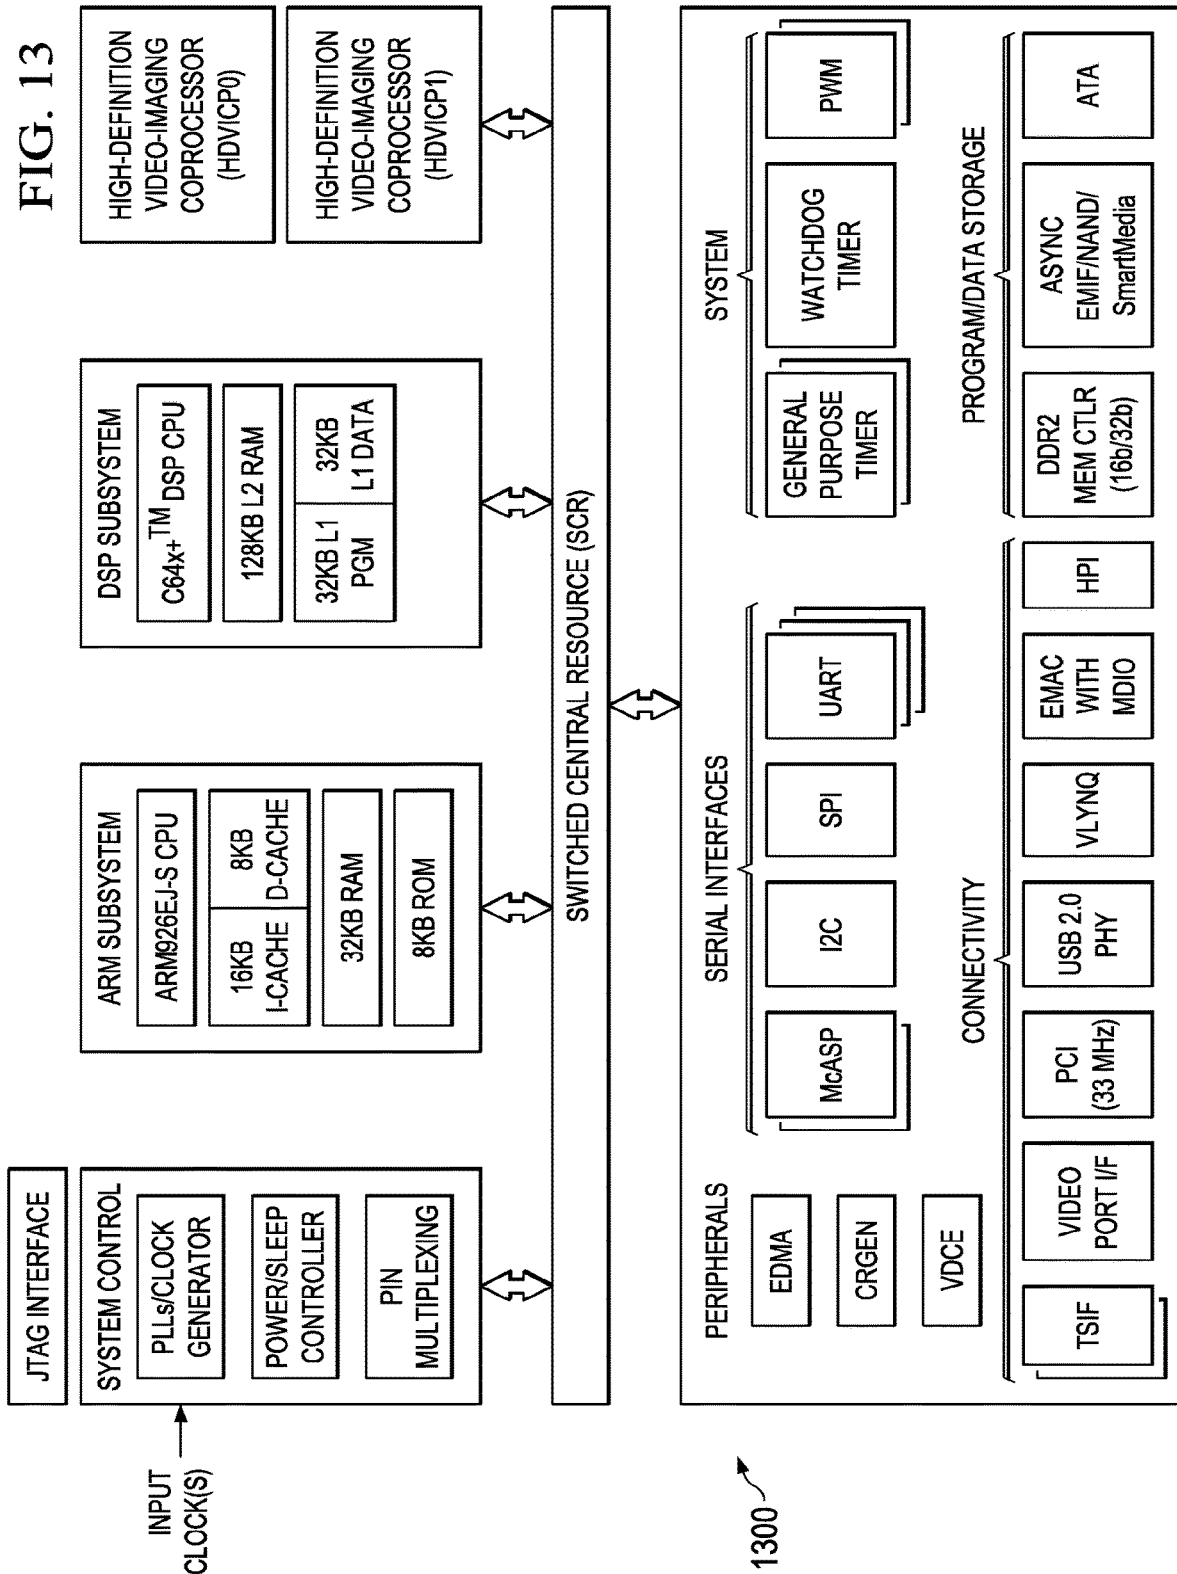 FIG. 13
JTAG INTERFACE
INPUT
CLOCK(S)
SYSTEM CONTROL
PLLs/CLOCK
GENERATOR
POWER/SLEEP
CONTROLLER
PIN
MULTIPLEXING
ARM SUBSYSTEM
ARM926EJ-S CPU
16KB
I-CACHE
8KB
D-CACHE
32KB RAM
8KB ROM
DSP SUBSYSTEM
C64x+™ DSP CPU
128KB L2 RAM
32KB L1
PGM
32KB
L1 DATA
HIGH-DEFINITION
VIDEO-IMAGING
COPROCESSOR
(HDVICP0)
HIGH-DEFINITION
VIDEO-IMAGING
COPROCESSOR
(HDVICP1)
SWITCHED CENTRAL RESOURCE (SCR)
1300
PERIPHERALS
EDMA
CRGEN
VDCE
SERIAL INTERFACES
McASP
I2C
SPI
UART
SYSTEM
GENERAL
PURPOSE
TIMER
WATCHDOG
TIMER
PWM
CONNECTIVITY
TSIF
VIDEO
PORT I/F
PCI
(33 MHz)
USB 2.0
PHY
VLYNQ
EMAC
WITH
MDIO
HPI
PROGRAM/DATA STORAGE
DDR2
MEM CTLR
(16b/32b)
ASYNC
EMIF/NAND/
SmartMedia
ATA